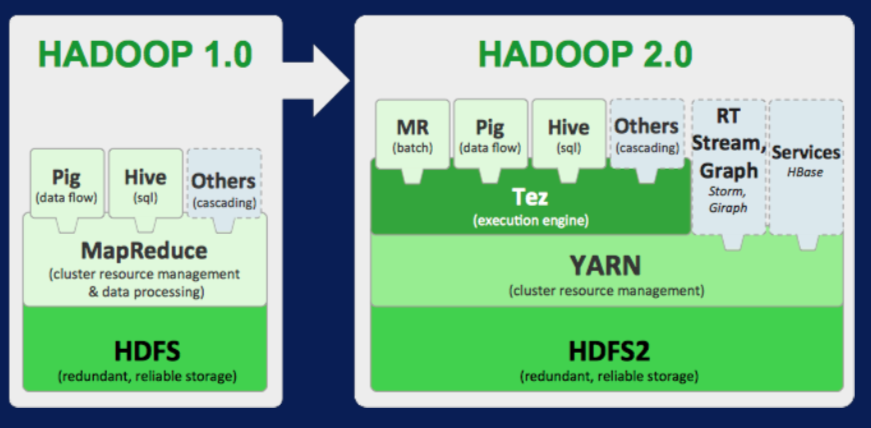 HADOOP 1.0
Pig
(data flow)
Hive
(sql)
Others
(cascading)
MapReduce
(cluster resource management
& data processing)
HDFS
(redundant, reliable storage)
HADOOP 2.0
MR
(batch)
Pig
(data flow)
Hive
(sql)
Others
(cascading)
RT
Stream,
Graph
Storm,
Giraph
Services
HBase
Tez
(execution engine)
YARN
(cluster resource management)
HDFS2
(redundant, reliable storage)